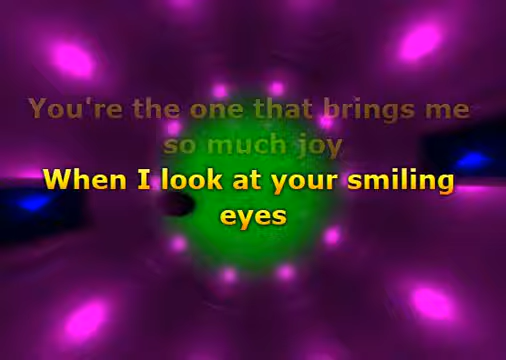 You're the one that brings me
so much joy
When I look at your smiling
eyes